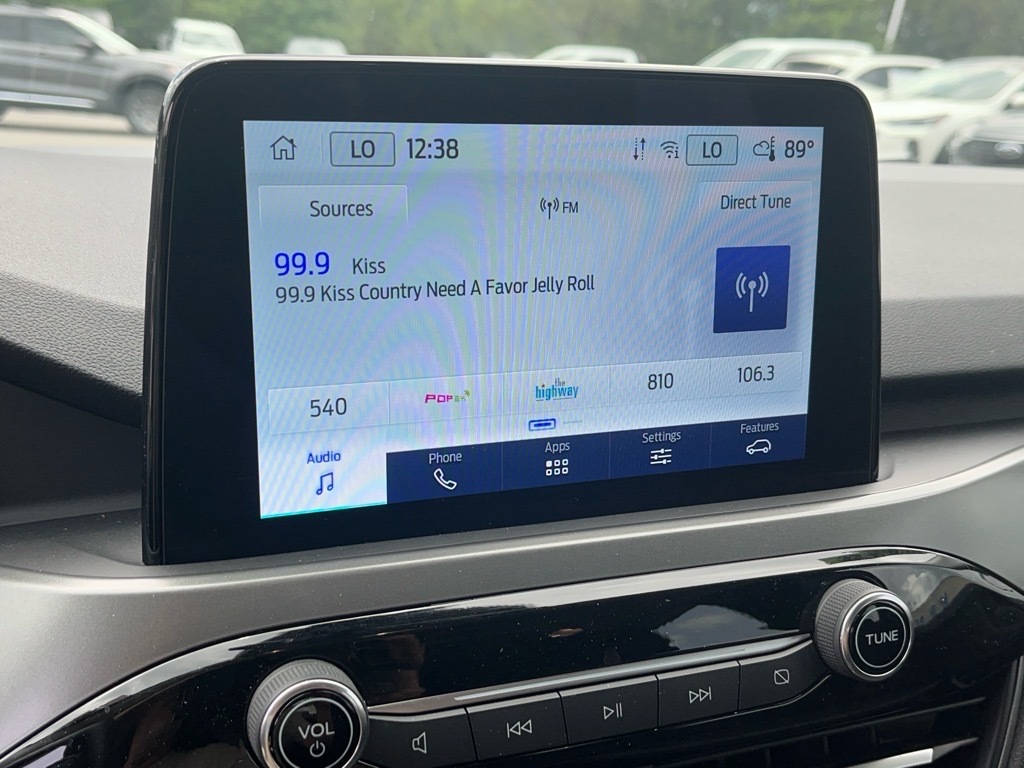 LO 12:38 LO 89°
Sources FM Direct Tune
99.9 Kiss
99.9 Kiss Country Need A Favor Jelly Roll
540 the highway 810 106.3
Audio Phone Apps Settings Features
VOL TUNE